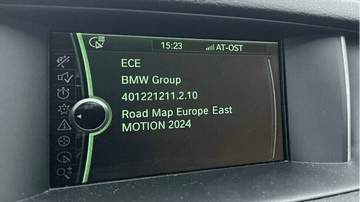 15:23 AT-OST
ECE
BMW Group
401221211.2.10
Road Map Europe East
MOTION 2024